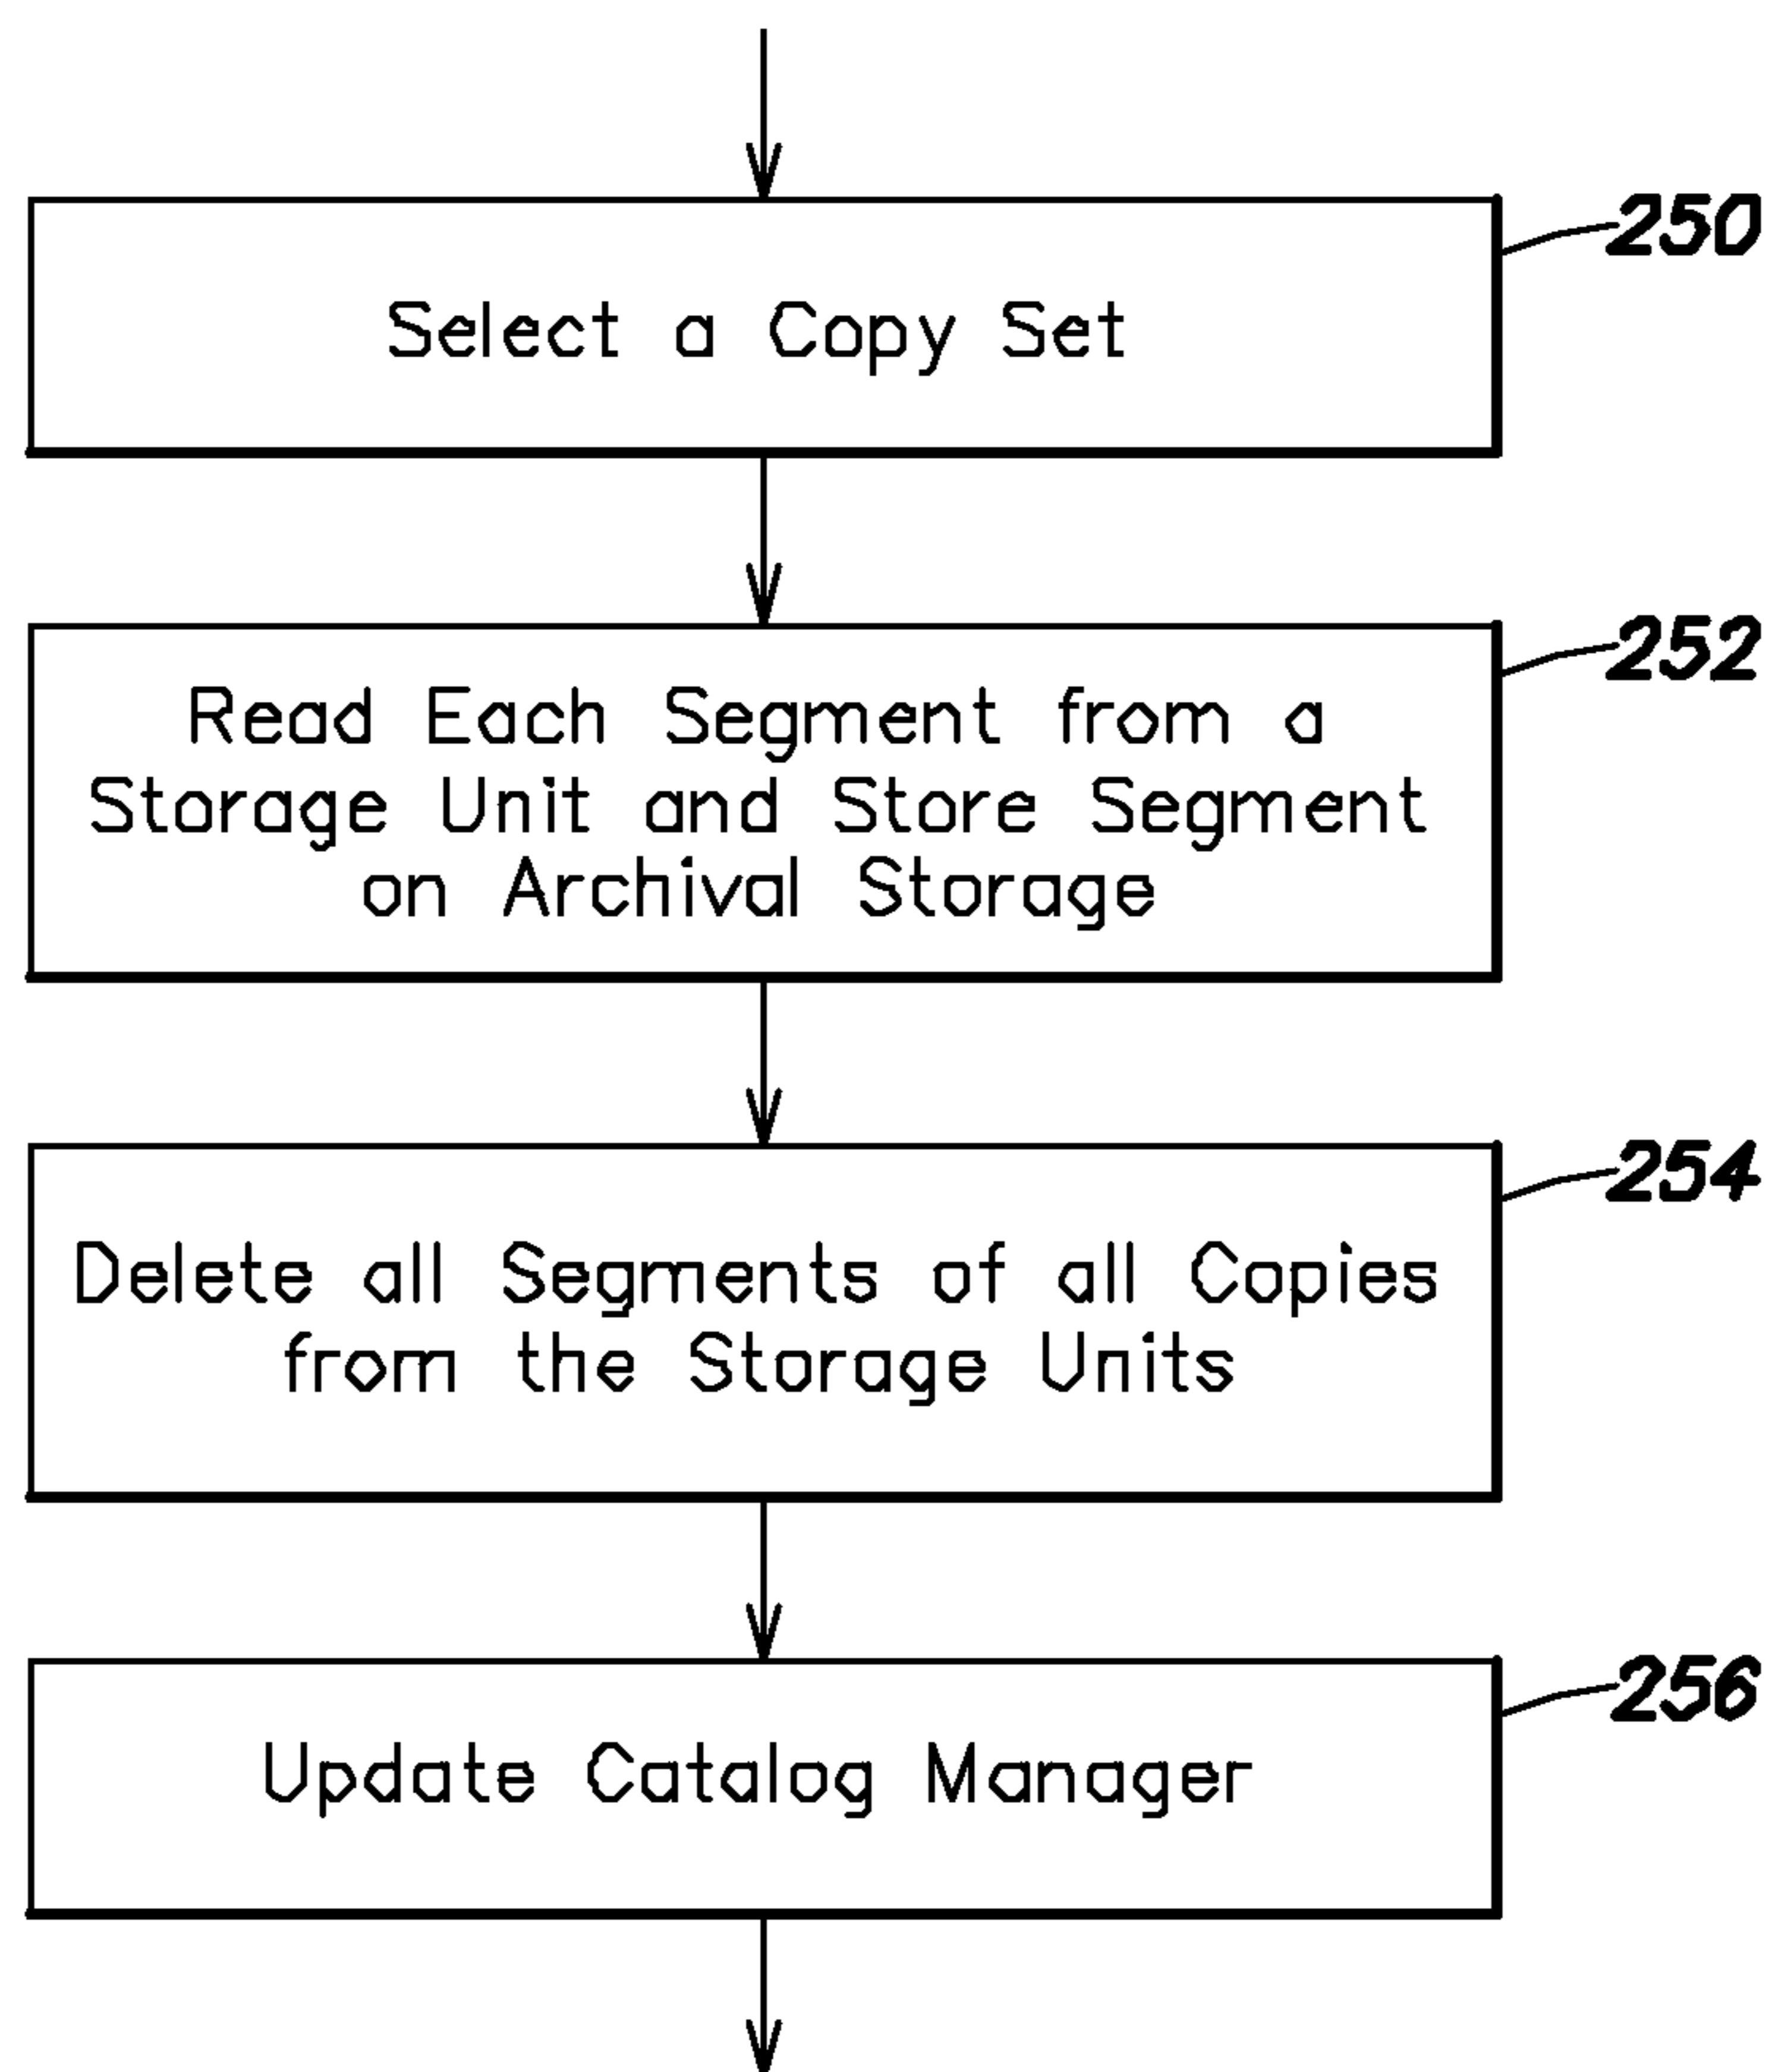 250
Select a Copy Set
252
Read Each Segment from a
Storage Unit and Store Segment
on Archival Storage
254
Delete all Segments of all Copies
from the Storage Units
256
Update Catalog Manager